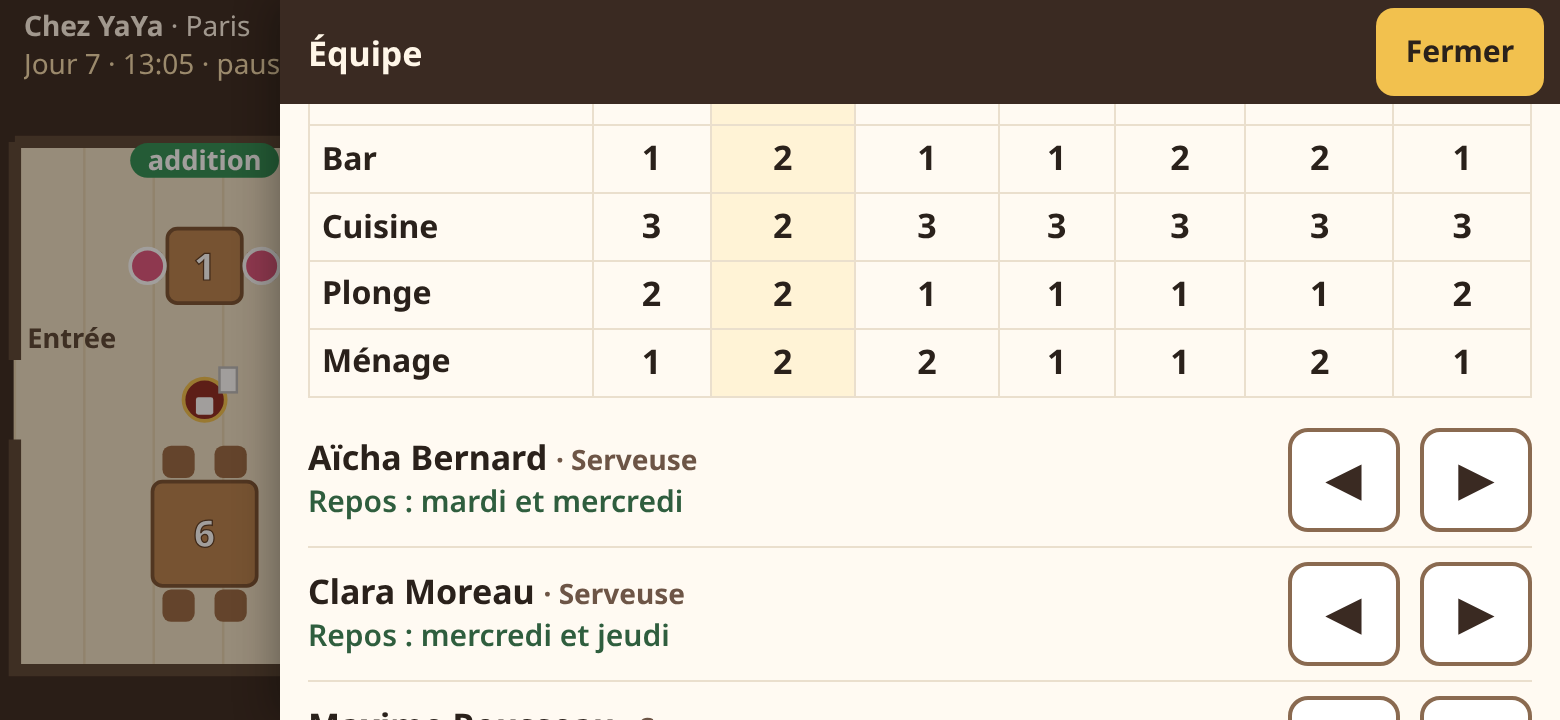 Chez YaYa · Paris
Jour 7 · 13:05 · paus
Équipe
Fermer
addition
1
Entrée
6
Bar 1 2 1 1 2 2 1
Cuisine 3 2 3 3 3 3 3
Plonge 2 2 1 1 1 1 2
Ménage 1 2 2 1 1 2 1
Aïcha Bernard · Serveuse
Repos : mardi et mercredi
◀ ▶
Clara Moreau · Serveuse
Repos : mercredi et jeudi
◀ ▶